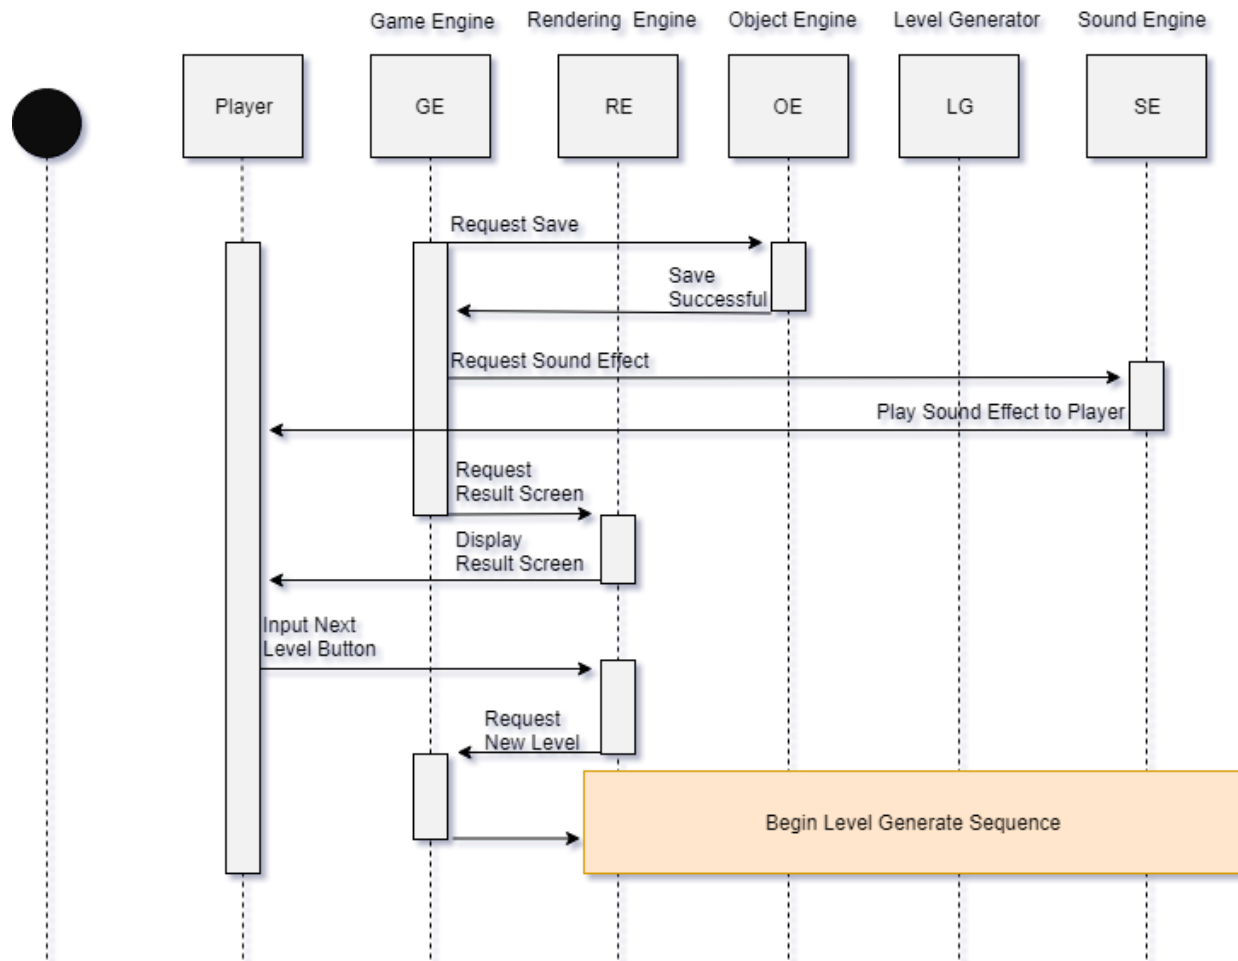 Game Engine
Rendering  Engine
Object Engine
Level Generator
Sound Engine
Player
GE
RE
OE
LG
SE
Request Save
Save
Successful
Request Sound Effect
Play Sound Effect to Player
Request
Result Screen
Display
Result Screen
Input Next
Level Button
Request
New Level
Begin Level Generate Sequence